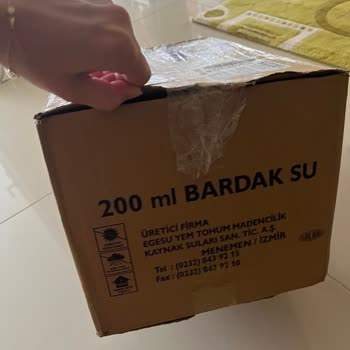 200 ml BARDAK SU
ÜRETİCİ FİRMA
EGESU YEM TOHUM MADENCİLİK
KAYNAK SULARI SAN. TİC. A.Ş.
MENEMEN / İZMİR
Tel : (0232) 843 92 15
Fax : (0232) 843 92 10